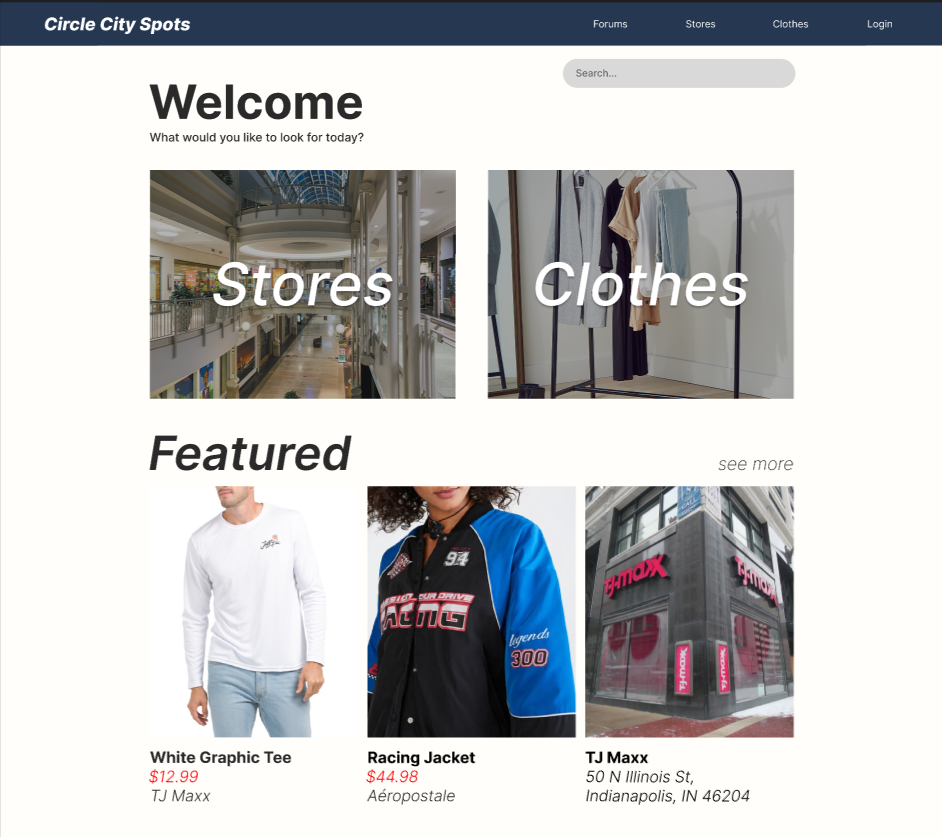 Circle City Spots
Forums
Stores
Clothes
Login
Search...
Welcome
What would you like to look for today?
Stores
Clothes
Featured
see more
94
RACING
legends
300
T·J·maxx
T·J·maxx
T·J·maxx
T·J·maxx
White Graphic Tee
$12.99
TJ Maxx
Racing Jacket
$44.98
Aéropostale
TJ Maxx
50 N Illinois St,
Indianapolis, IN 46204